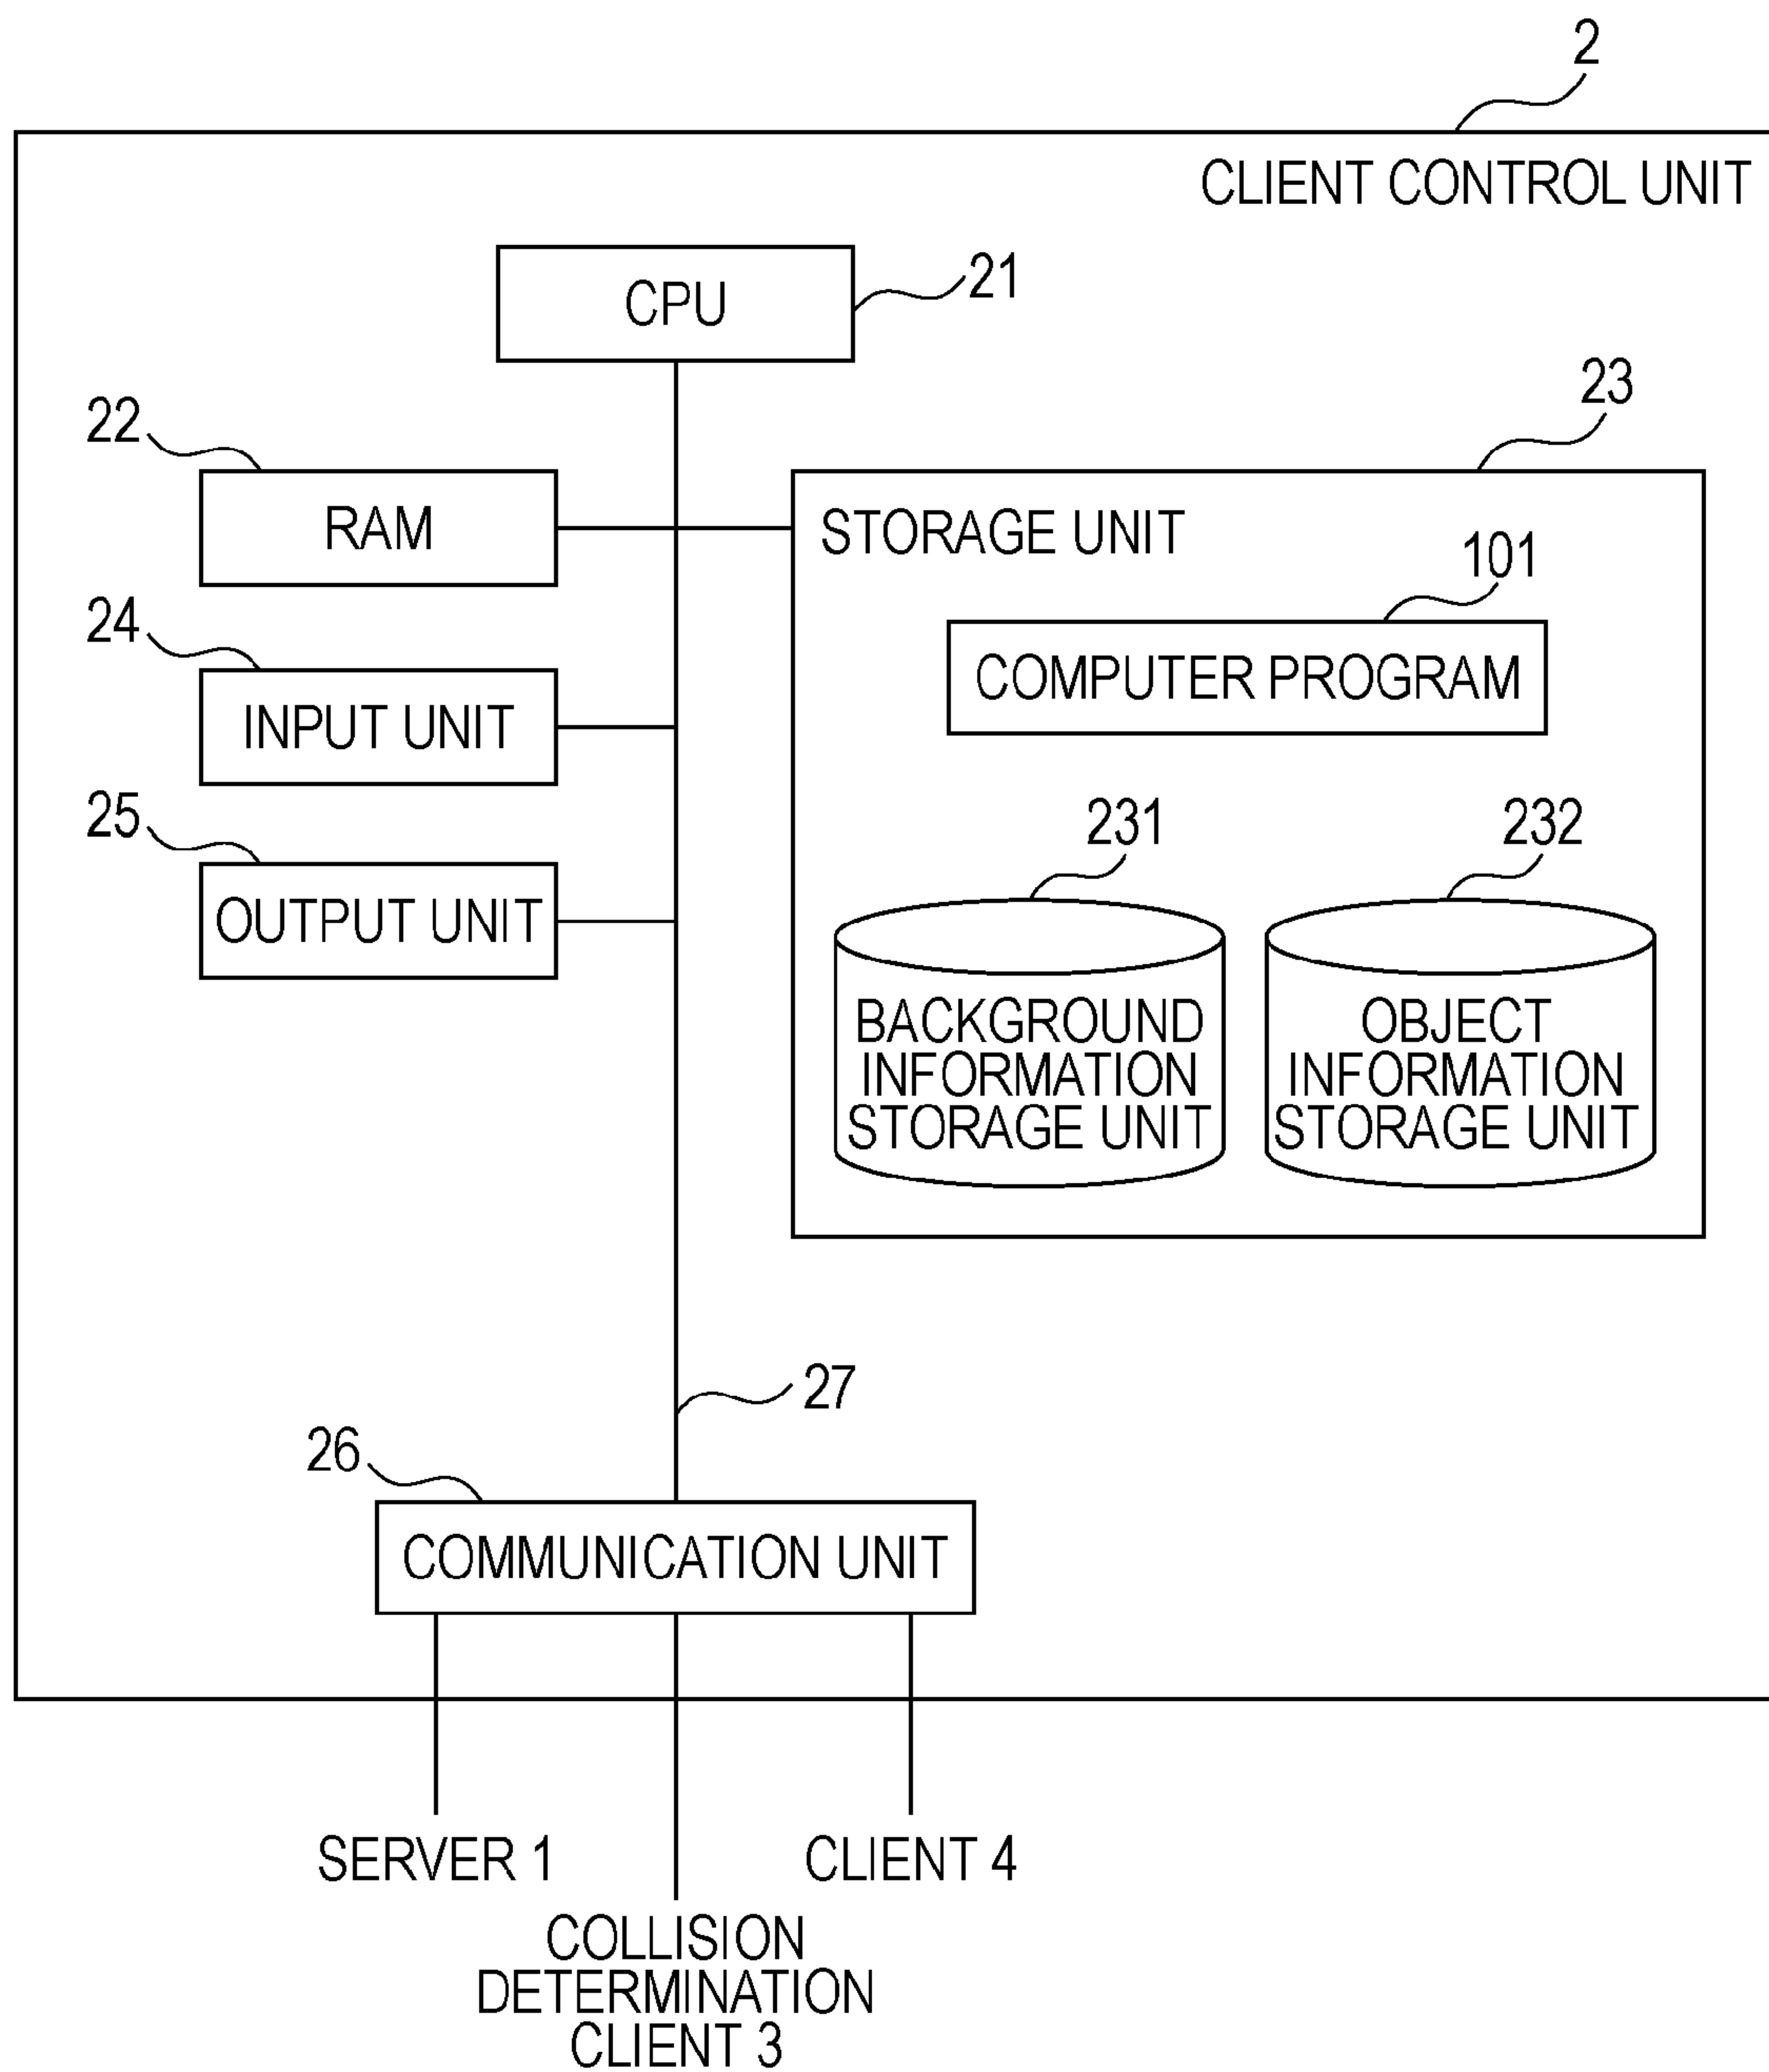 2
CLIENT CONTROL UNIT
CPU
21
22
RAM
23
STORAGE UNIT
101
COMPUTER PROGRAM
24
INPUT UNIT
25
OUTPUT UNIT
231
232
BACKGROUND
INFORMATION
STORAGE UNIT
OBJECT
INFORMATION
STORAGE UNIT
27
26
COMMUNICATION UNIT
SERVER 1
CLIENT 4
COLLISION
DETERMINATION
CLIENT 3